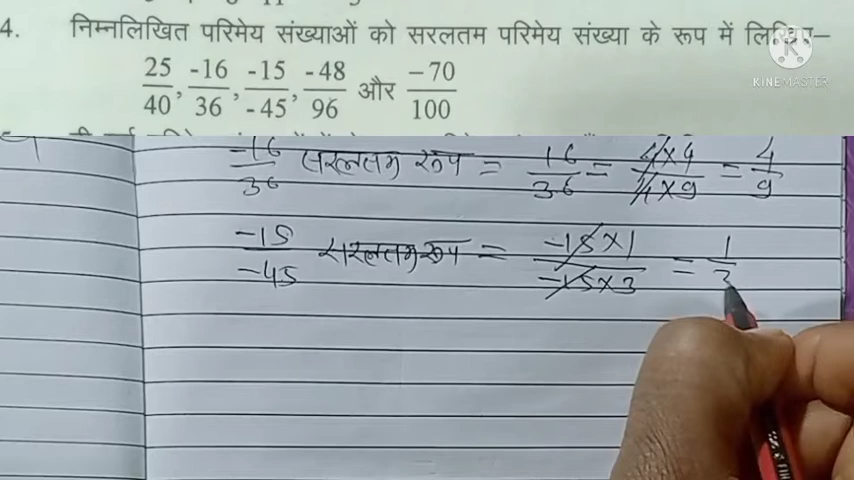 4. निम्नलिखित परिमेय संख्याओं को सरलतम परिमेय संख्या के रूप में लिखिए–
25/40, -16/36, -15/-45, -48/96 और -70/100
KINEMASTER
-16/36 सरलतम रूप = 16/36 = 4×4/4×9 = 4/9
-15/-45 सरलतम रूप = -15×1/-15×3 = 1/3